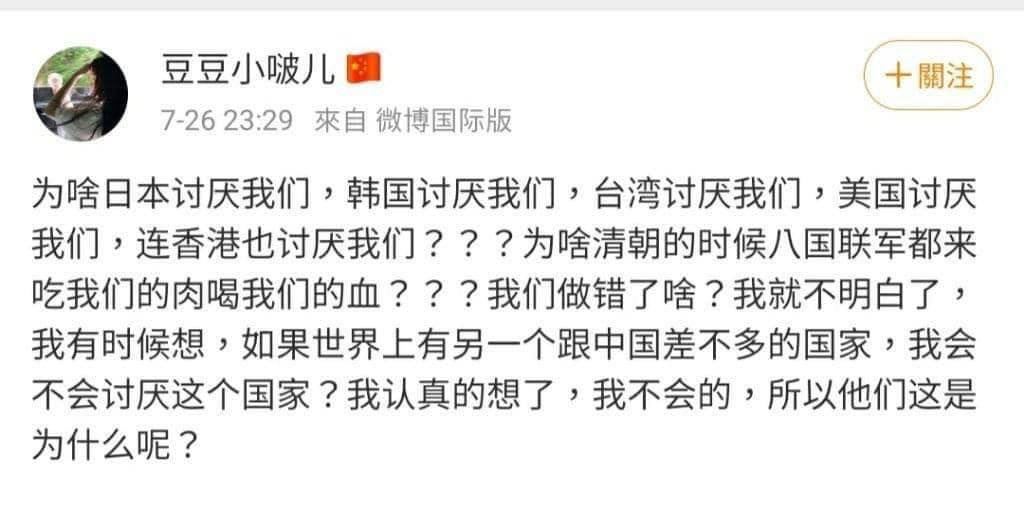 豆豆小啵儿🇨🇳
＋關注
7-26 23:29 來自 微博国际版
为啥日本讨厌我们，韩国讨厌我们，台湾讨厌我们，美国讨厌
我们，连香港也讨厌我们？？？为啥清朝的时候八国联军都来
吃我们的肉喝我们的血？？？我们做错了啥？我就不明白了，
我有时候想，如果世界上有另一个跟中国差不多的国家，我会
不会讨厌这个国家？我认真的想了，我不会的，所以他们这是
为什么呢？